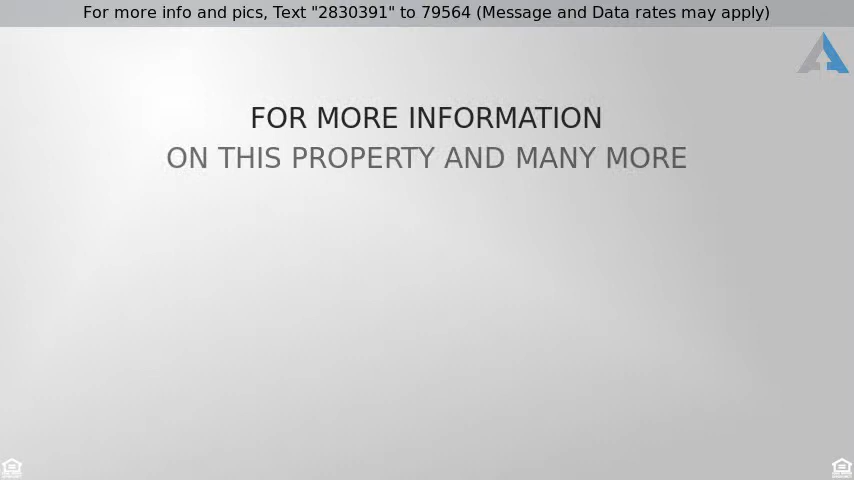 For more info and pics, Text "2830391" to 79564 (Message and Data rates may apply)
FOR MORE INFORMATION
ON THIS PROPERTY AND MANY MORE